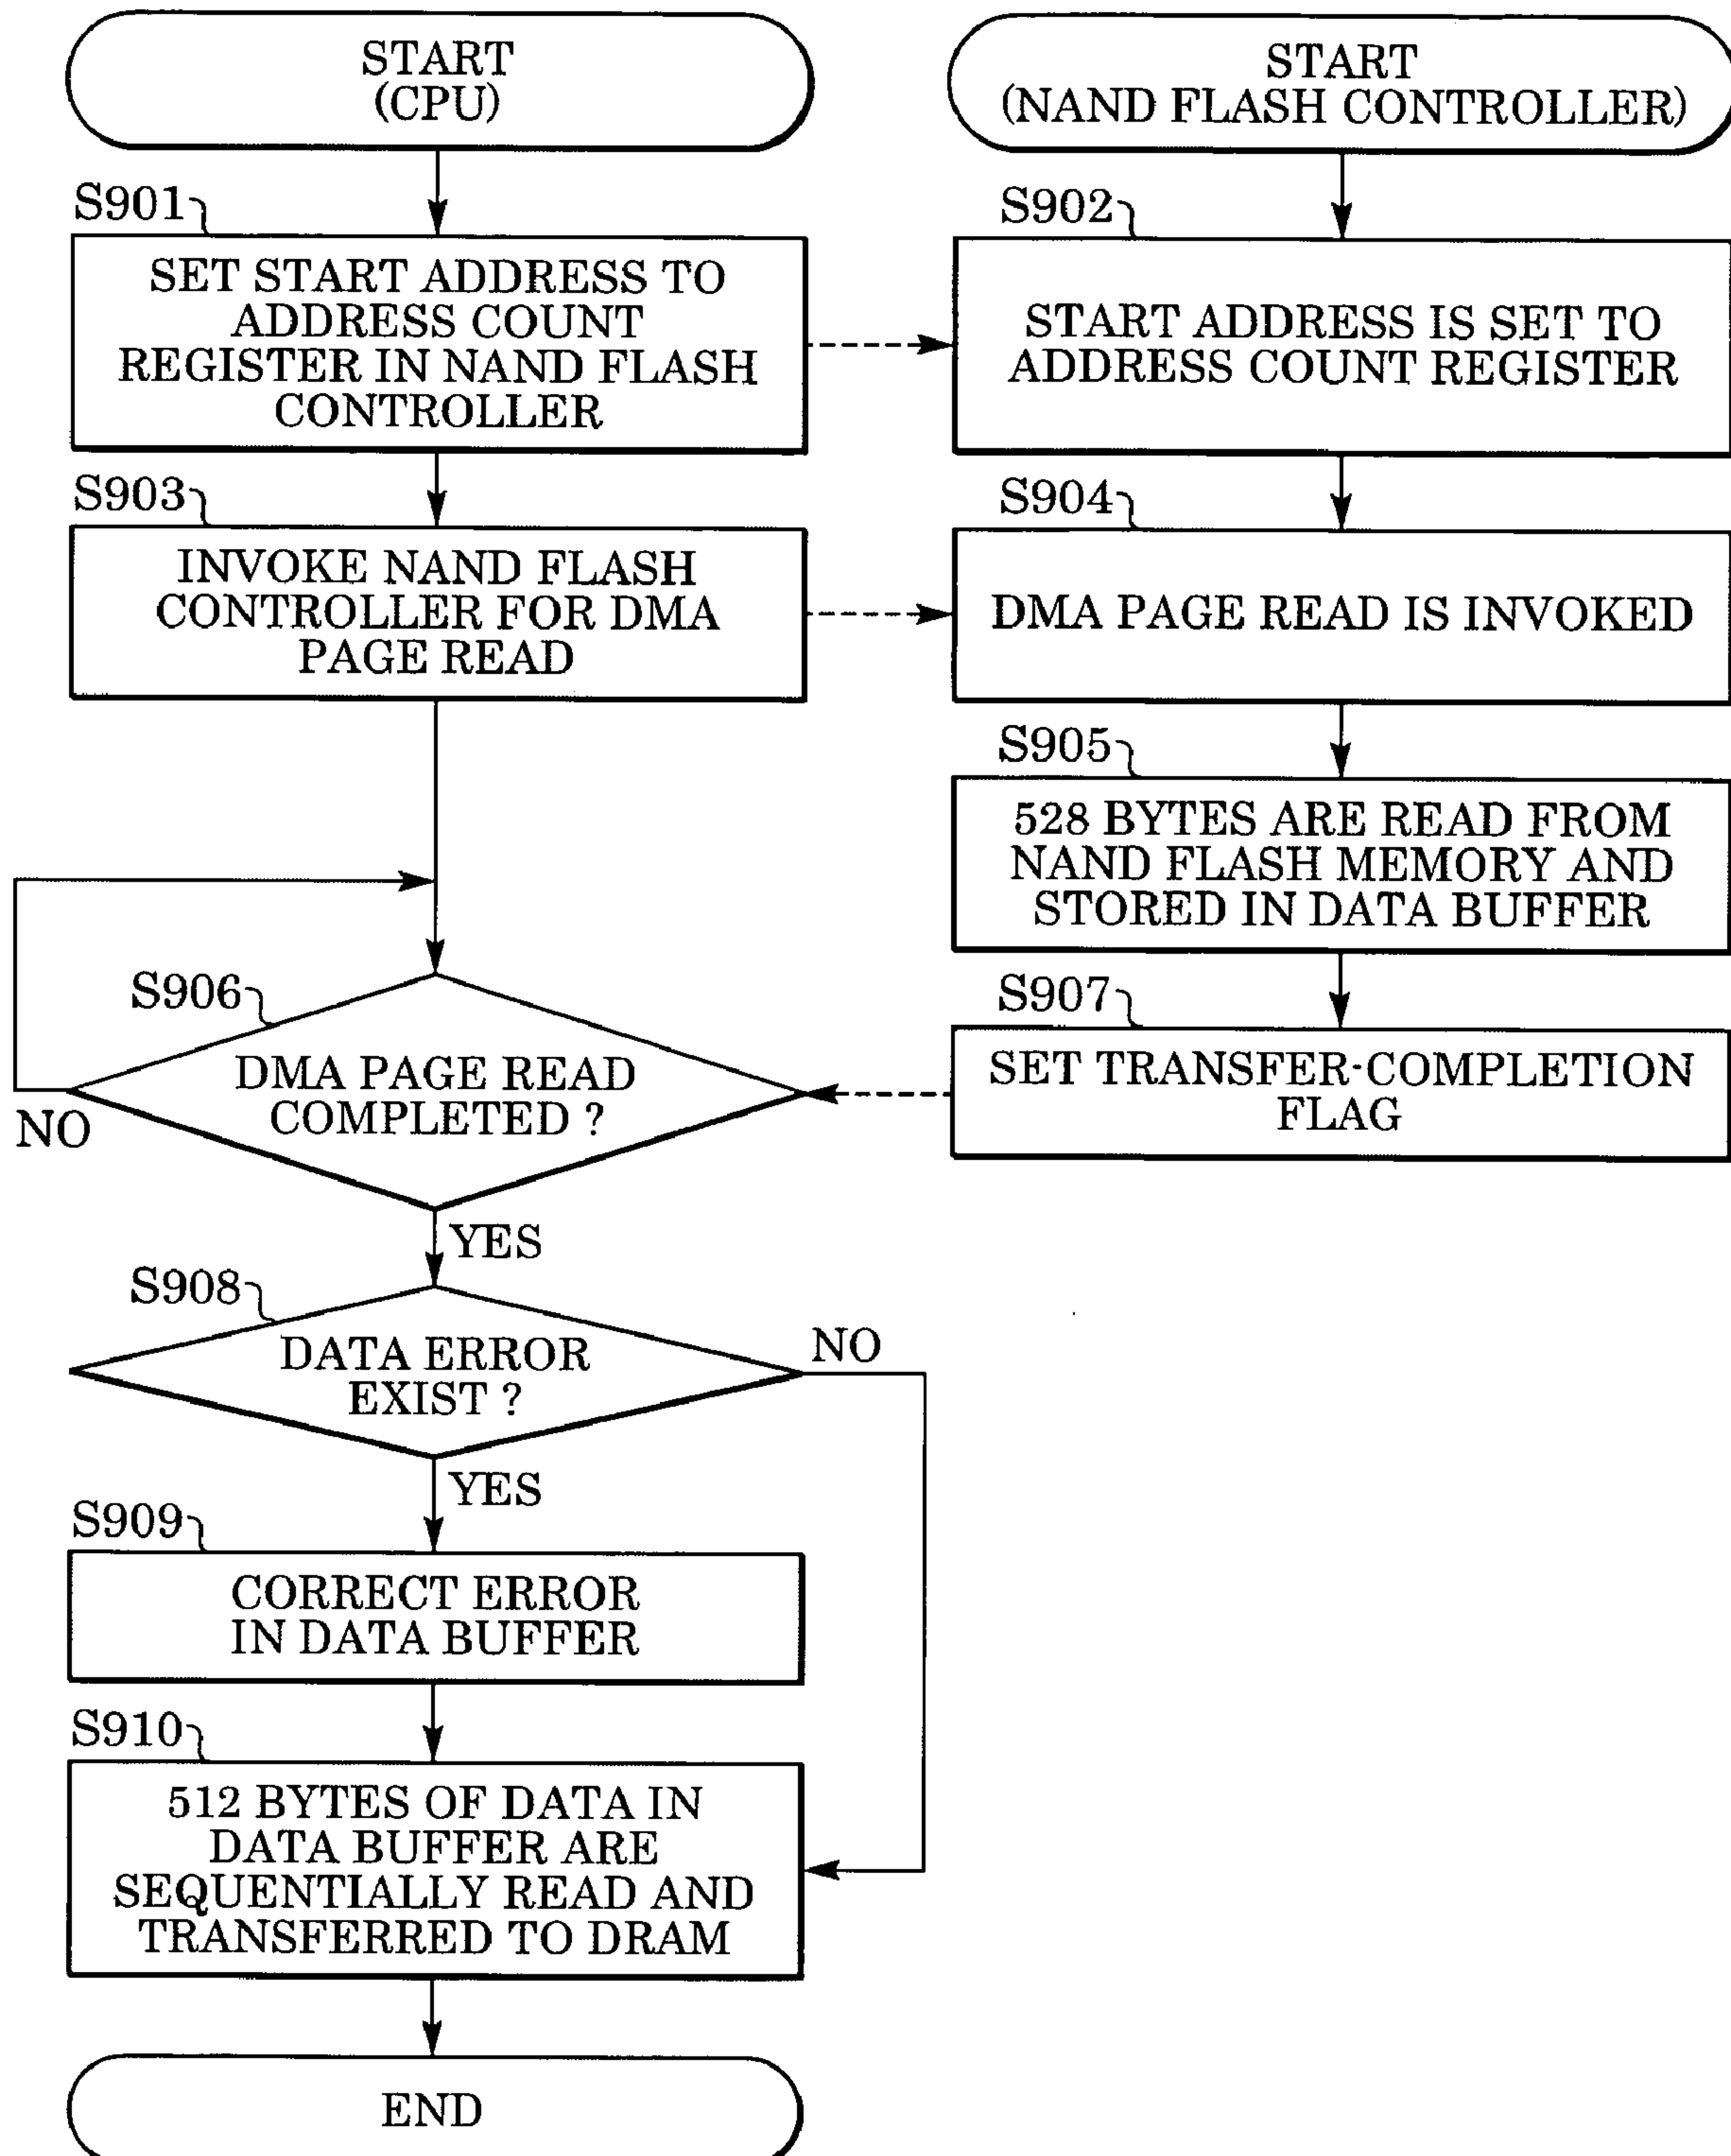 START
(CPU)
START
(NAND FLASH CONTROLLER)
S901
SET START ADDRESS TO
ADDRESS COUNT
REGISTER IN NAND FLASH
CONTROLLER
S902
START ADDRESS IS SET TO
ADDRESS COUNT REGISTER
S903
INVOKE NAND FLASH
CONTROLLER FOR DMA
PAGE READ
S904
DMA PAGE READ IS INVOKED
S905
528 BYTES ARE READ FROM
NAND FLASH MEMORY AND
STORED IN DATA BUFFER
S906
DMA PAGE READ
COMPLETED ?
NO
S907
SET TRANSFER-COMPLETION
FLAG
YES
S908
DATA ERROR
EXIST ?
NO
YES
S909
CORRECT ERROR
IN DATA BUFFER
S910
512 BYTES OF DATA IN
DATA BUFFER ARE
SEQUENTIALLY READ AND
TRANSFERRED TO DRAM
END